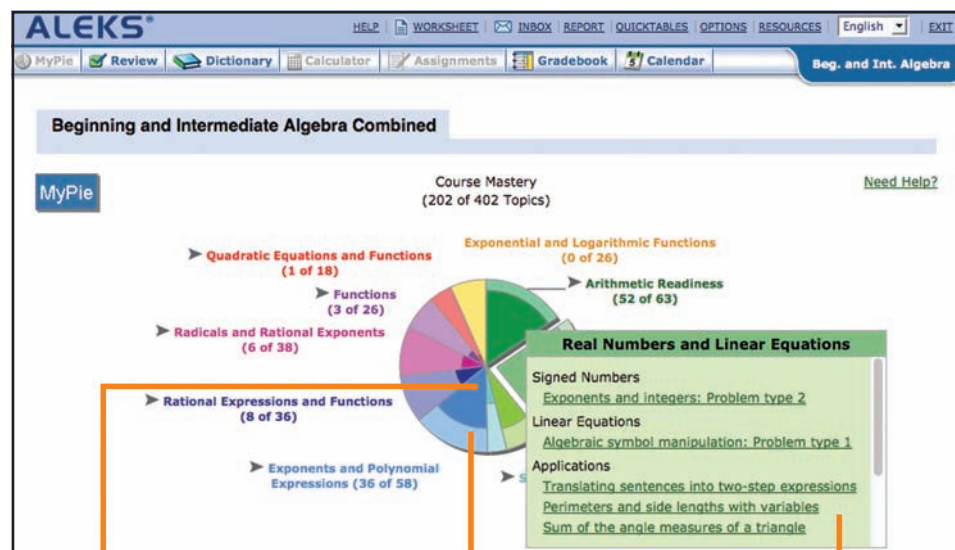 ALEKS®
HELP WORKSHEET INBOX REPORT QUICKTABLES OPTIONS RESOURCES English EXIT
MyPie Review Dictionary Calculator Assignments Gradebook 5 Calendar Beg. and Int. Algebra
Beginning and Intermediate Algebra Combined
MyPie
Course Mastery
(202 of 402 Topics)
Need Help?
Exponential and Logarithmic Functions
(0 of 26)
Quadratic Equations and Functions
(1 of 18)
Arithmetic Readiness
(52 of 63)
Functions
(3 of 26)
Radicals and Rational Exponents
(6 of 38)
Rational Expressions and Functions
(8 of 36)
Exponents and Polynomial
Expressions (36 of 58)
S
Real Numbers and Linear Equations
Signed Numbers
Exponents and integers: Problem type 2
Linear Equations
Algebraic symbol manipulation: Problem type 1
Applications
Translating sentences into two-step expressions
Perimeters and side lengths with variables
Sum of the angle measures of a triangle